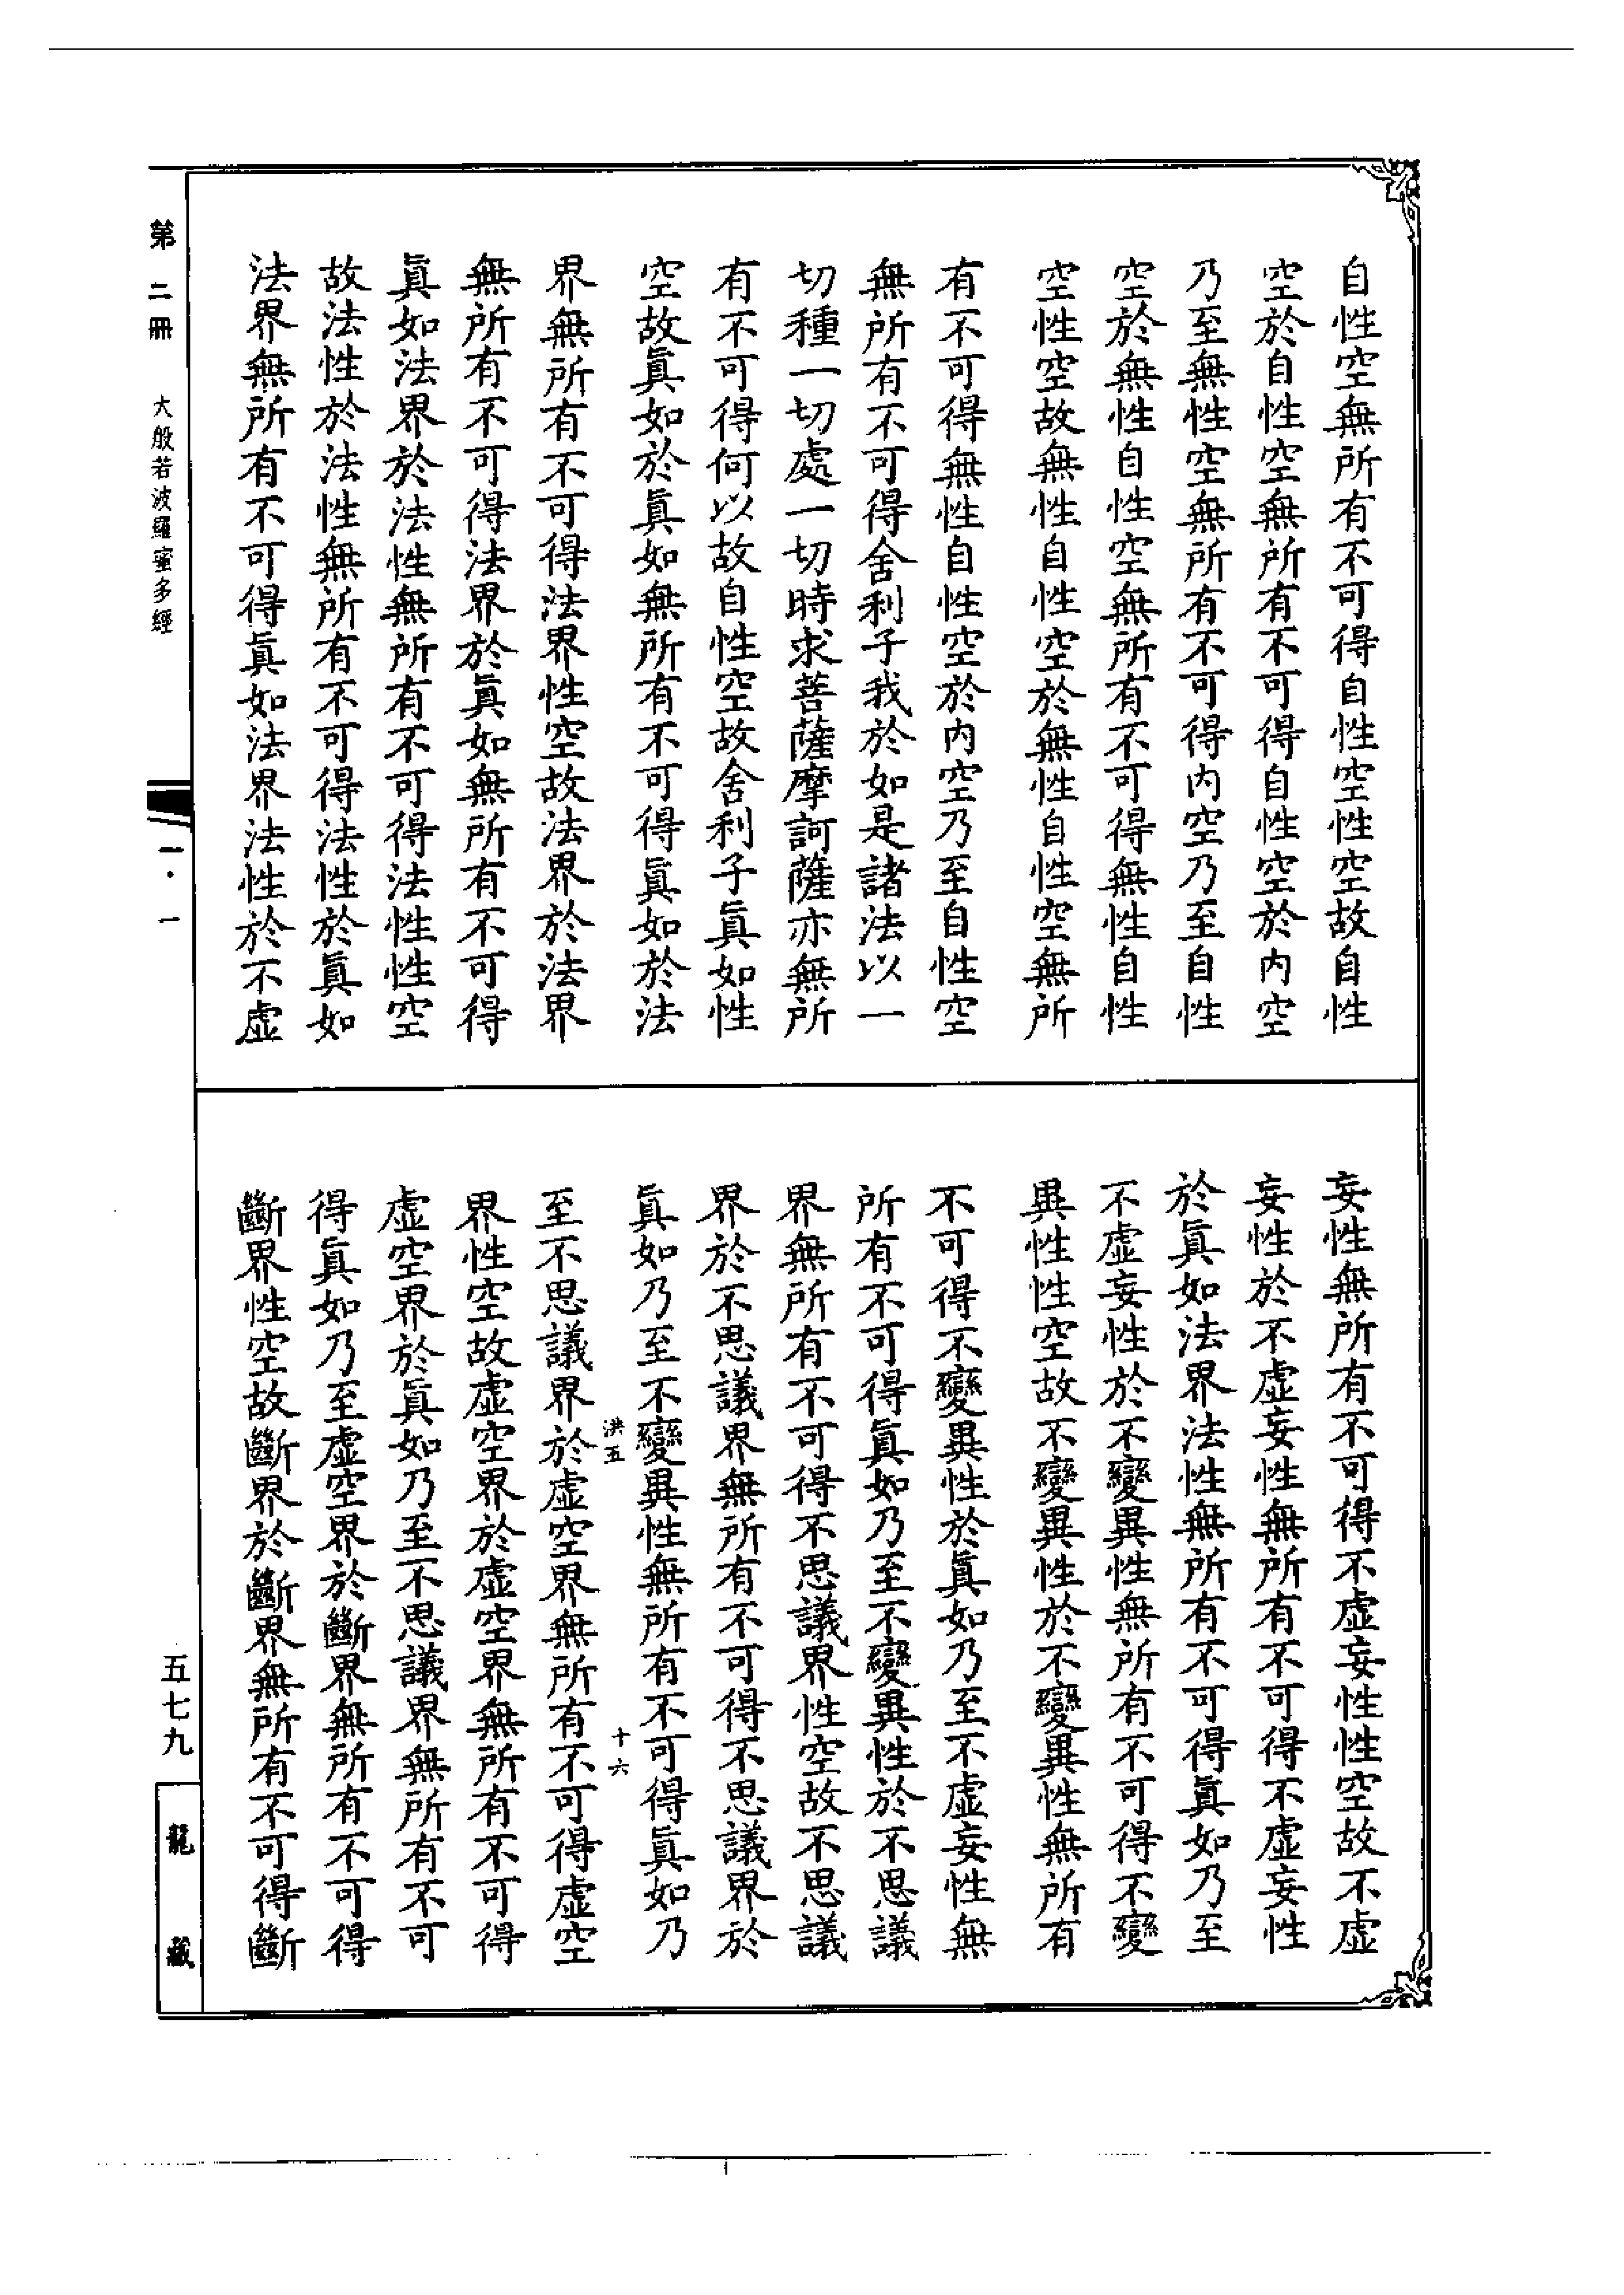 自性空無所有不可得自性空性空故自性
空於自性空無所有不可得自性空於內空
乃至無性空無所有不可得內空乃至自性
空於無性自性空無所有不可得無性自性
空性空故無性自性空於無性自性空無所
有不可得無性自性空於內空乃至自性空
無所有不可得舍利子我於如是諸法以一
切種一切處一切時求菩薩摩訶薩亦無所
有不可得何以故自性空故舍利子眞如性
空故眞如於眞如無所有不可得眞如於法
界無所有不可得法界性空故法界於法界
無所有不可得法界於眞如無所有不可得
眞如法界於法性無所有不可得法性性空
故法性於法性無所有不可得法性於眞如
法界無所有不可得眞如法界法性於不虛
妄性無所有不可得不虛妄性性空故不虛
妄性於不虛妄性無所有不可得不虛妄性
於眞如法界法性無所有不可得眞如乃至
不虛妄性於不變異性無所有不可得不變
異性性空故不變異性於不變異性無所有
不可得不變異性於眞如乃至不虛妄性無
所有不可得眞如乃至不變異性於不思議
界無所有不可得不思議界性空故不思議
界於不思議界無所有不可得不思議界於
眞如乃至不變異性無所有不可得眞如乃
洪五 十六
至不思議界於虛空界無所有不可得虛空
界性空故虛空界於虛空界無所有不可得
虛空界於眞如乃至不思議界無所有不可
得眞如乃至虛空界於斷界無所有不可得
斷界性空故斷界於斷界無所有不可得斷
第二冊 大般若波羅蜜多經 一·一 五七九 龍藏